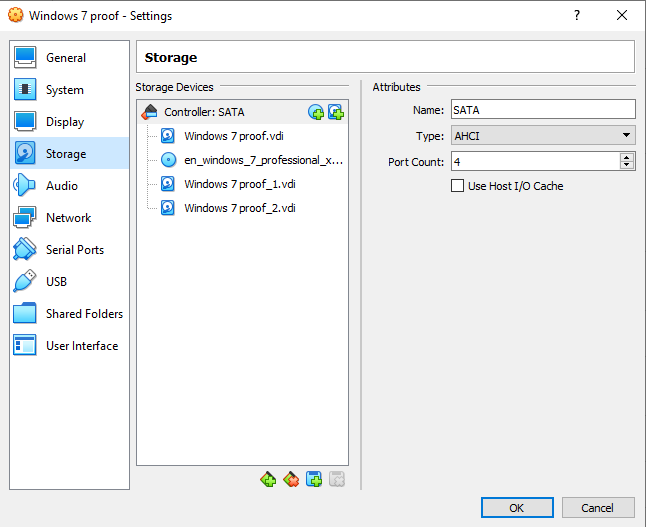 Windows 7 proof - Settings
?
General
System
Display
Storage
Audio
Network
Serial Ports
USB
Shared Folders
User Interface
Storage
Storage Devices
Controller: SATA
Windows 7 proof.vdi
en_windows_7_professional_x...
Windows 7 proof_1.vdi
Windows 7 proof_2.vdi
Attributes
Name: SATA
Type: AHCI
Port Count: 4
Use Host I/O Cache
OK
Cancel